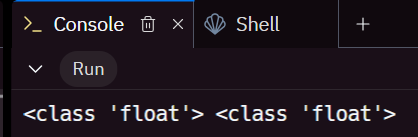 Console Shell
Run
<class 'float'> <class 'float'>